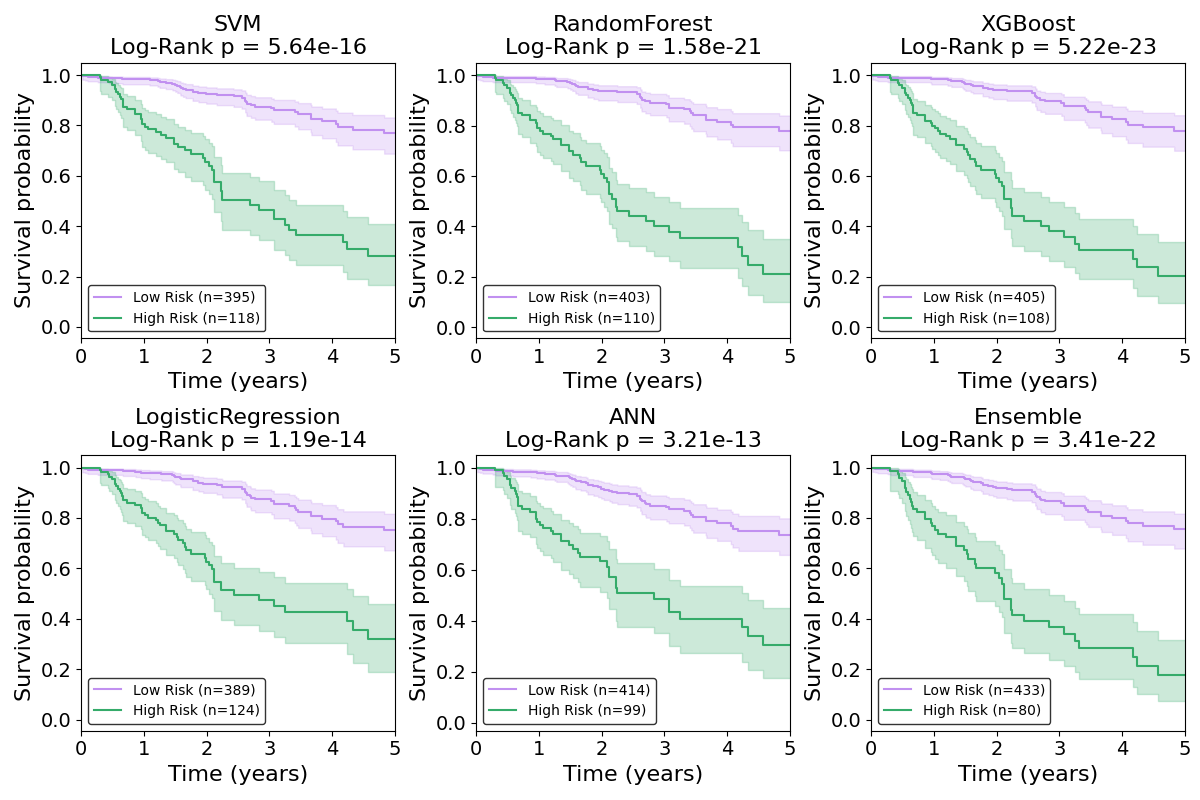 SVM
Log-Rank p = 5.64e-16
Survival probability
1.0
0.8
0.6
0.4
0.2
0.0
Low Risk (n=395)
High Risk (n=118)
0 1 2 3 4 5
Time (years)
RandomForest
Log-Rank p = 1.58e-21
Survival probability
1.0
0.8
0.6
0.4
0.2
0.0
Low Risk (n=403)
High Risk (n=110)
0 1 2 3 4 5
Time (years)
XGBoost
Log-Rank p = 5.22e-23
Survival probability
1.0
0.8
0.6
0.4
0.2
0.0
Low Risk (n=405)
High Risk (n=108)
0 1 2 3 4 5
Time (years)
LogisticRegression
Log-Rank p = 1.19e-14
Survival probability
1.0
0.8
0.6
0.4
0.2
0.0
Low Risk (n=389)
High Risk (n=124)
0 1 2 3 4 5
Time (years)
ANN
Log-Rank p = 3.21e-13
Survival probability
1.0
0.8
0.6
0.4
0.2
0.0
Low Risk (n=414)
High Risk (n=99)
0 1 2 3 4 5
Time (years)
Ensemble
Log-Rank p = 3.41e-22
Survival probability
1.0
0.8
0.6
0.4
0.2
0.0
Low Risk (n=433)
High Risk (n=80)
0 1 2 3 4 5
Time (years)